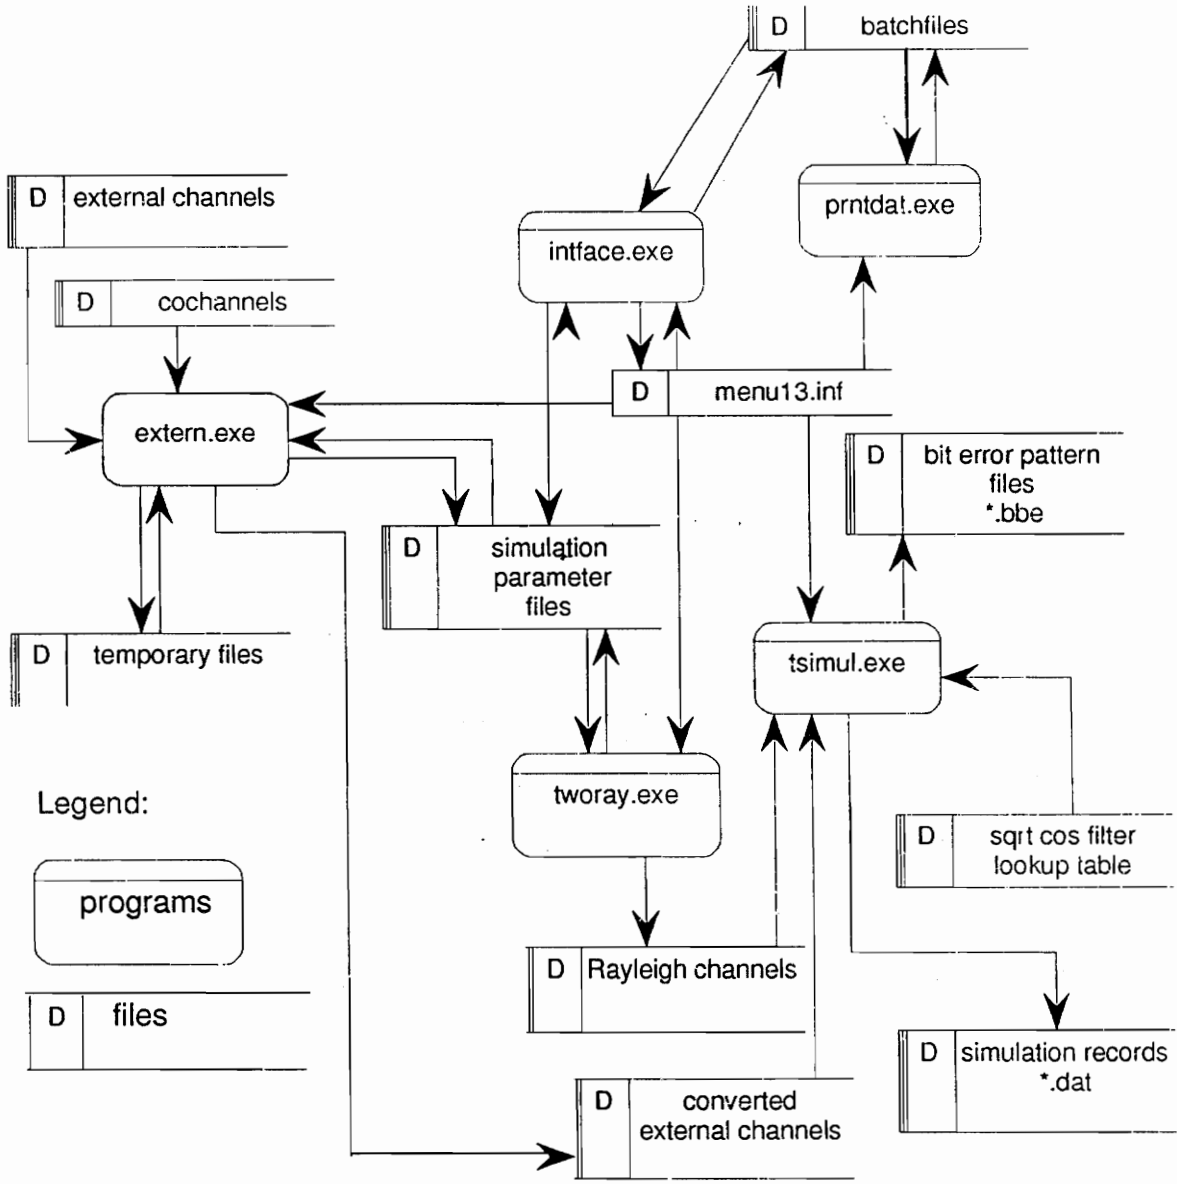 D batchfiles
D external channels
prntdat.exe
intface.exe
D cochannels
D menu13.inf
extern.exe
D bit error pattern
files
*.bbe
D simulation
parameter
files
D temporary files
tsimul.exe
tworay.exe
Legend:
D sqrt cos filter
lookup table
programs
D Rayleigh channels
D files
D simulation records
*.dat
D converted
external channels